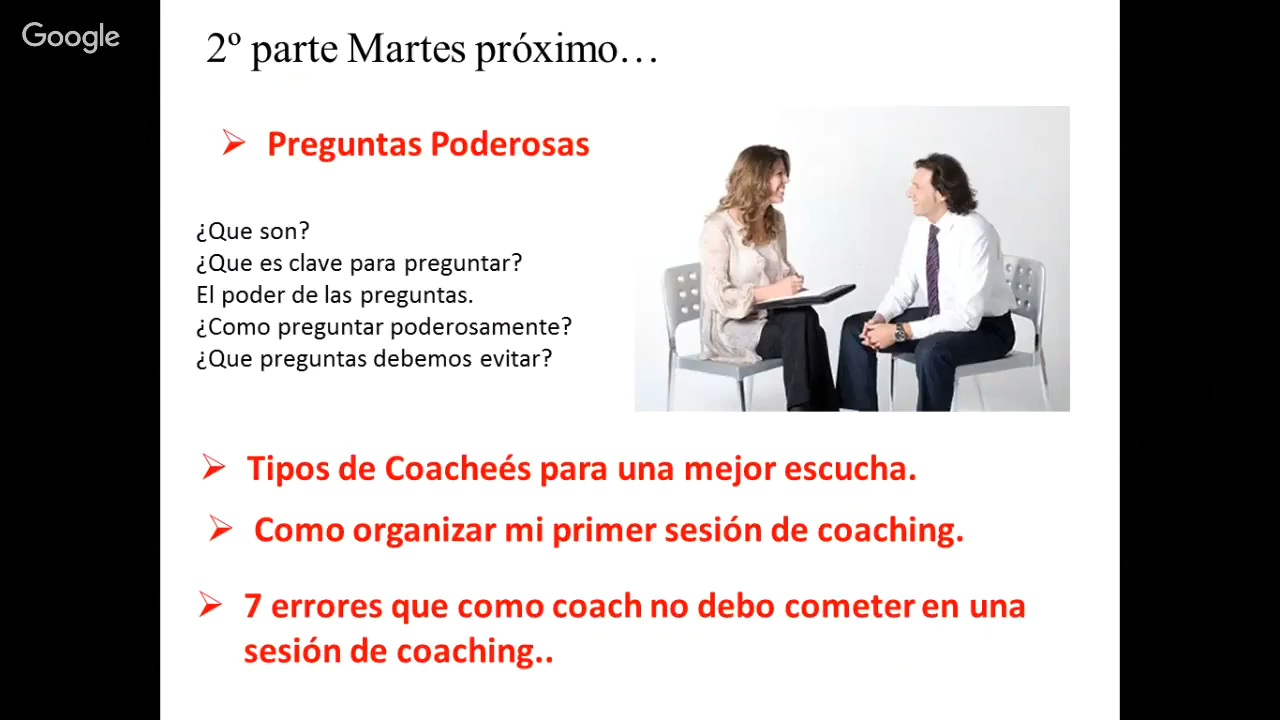 Google
2º parte Martes próximo…
Preguntas Poderosas
¿Que son?
¿Que es clave para preguntar?
El poder de las preguntas.
¿Como preguntar poderosamente?
¿Que preguntas debemos evitar?
Tipos de Coacheés para una mejor escucha.
Como organizar mi primer sesión de coaching.
7 errores que como coach no debo cometer en una
sesión de coaching..